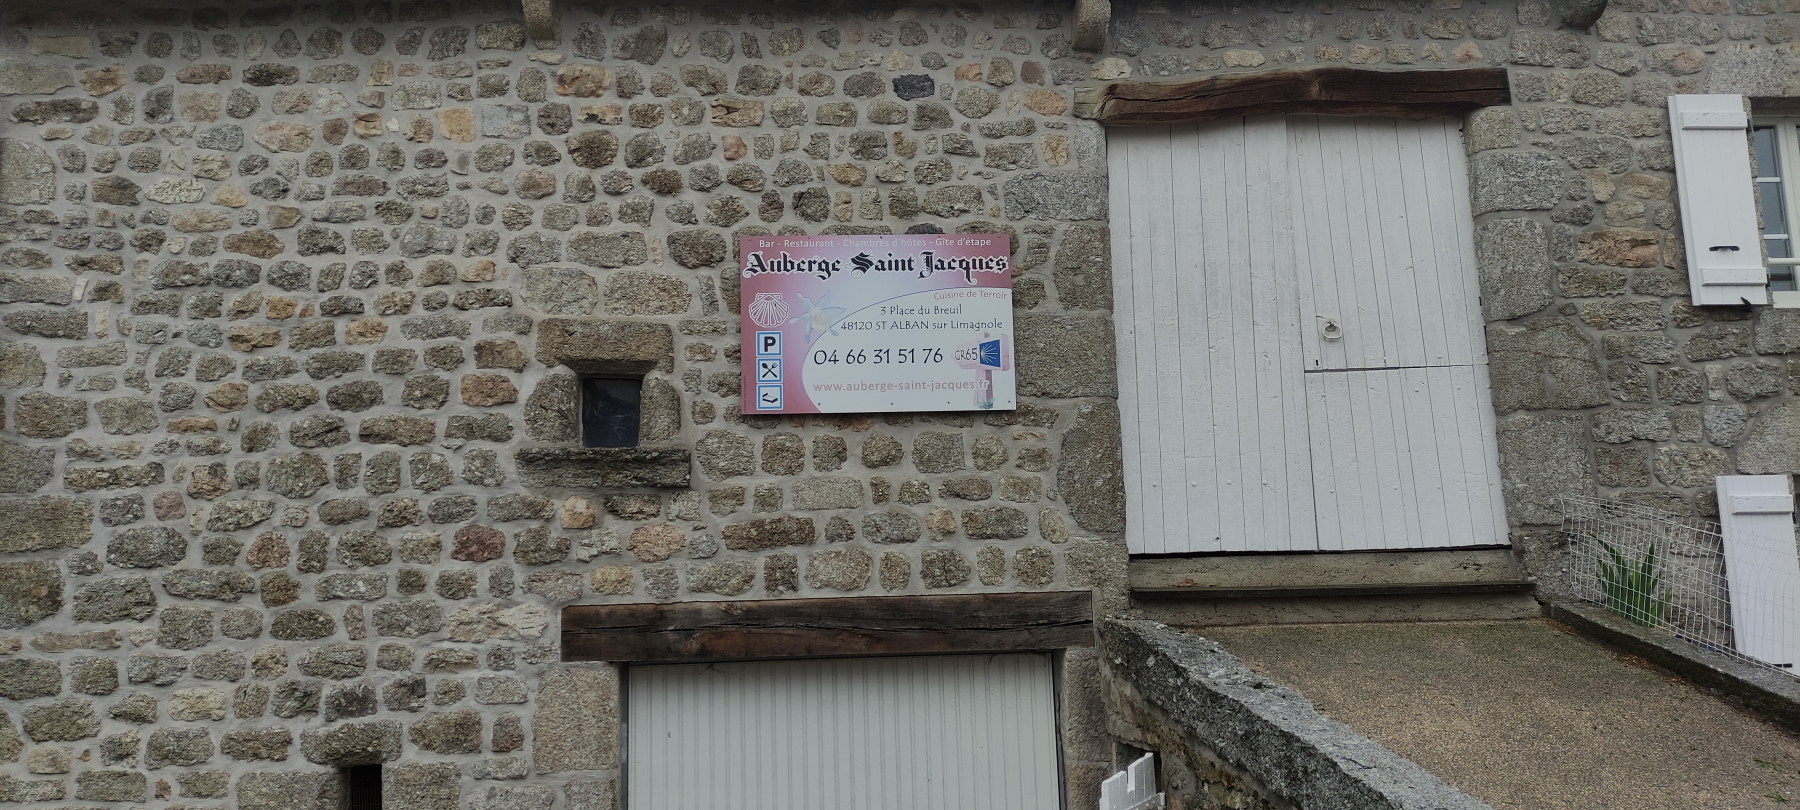 Bar - Restaurant - Chambres d'hôtes - Gîte d'étape
Auberge Saint Jacques
Cuisine de Terroir
3 Place du Breuil
48120 ST ALBAN sur Limagnole
P
04 66 31 51 76
GR65
www.auberge-saint-jacques.fr